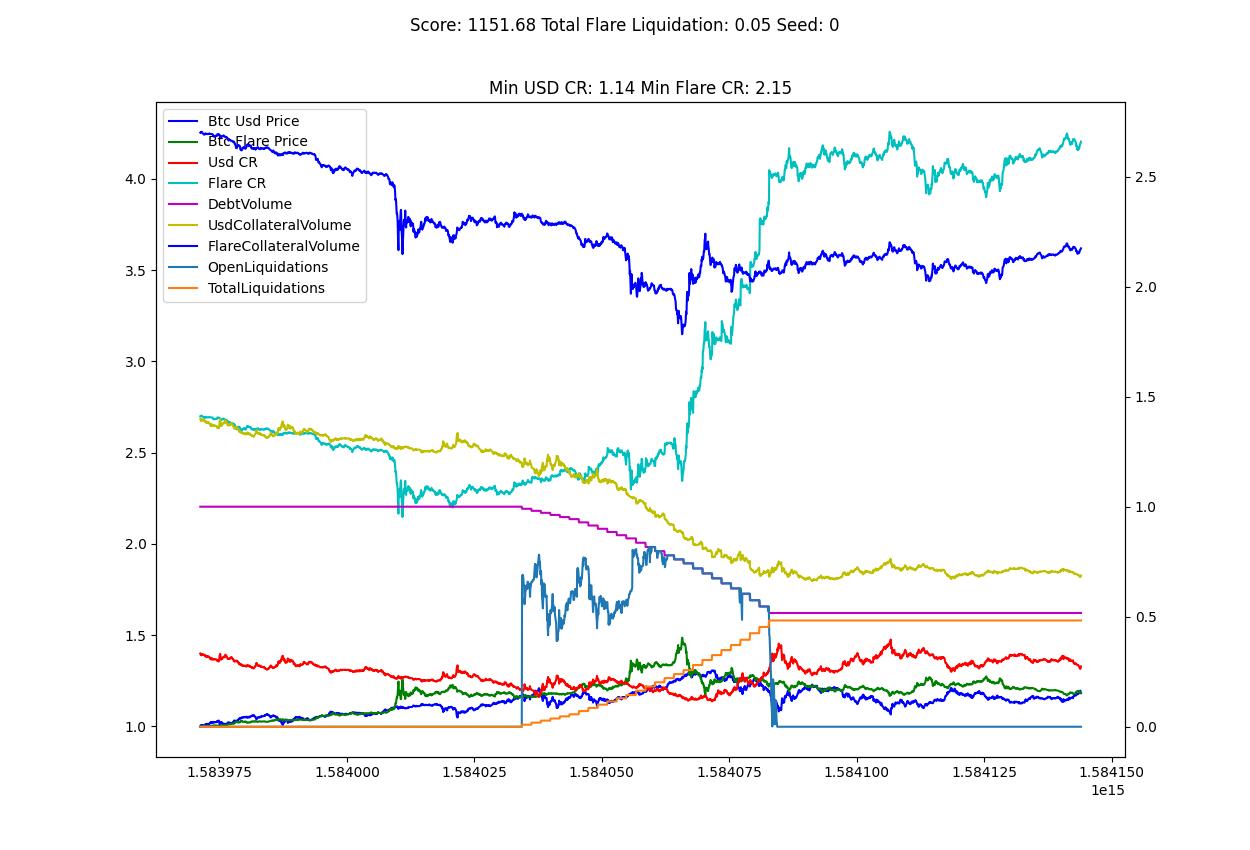 Score: 1151.68 Total Flare Liquidation: 0.05 Seed: 0
Min USD CR: 1.14 Min Flare CR: 2.15
Btc Usd Price
Btc Flare Price
Usd CR
Flare CR
DebtVolume
UsdCollateralVolume
FlareCollateralVolume
OpenLiquidations
TotalLiquidations
4.0
3.5
3.0
2.5
2.0
1.5
1.0
2.5
2.0
1.5
1.0
0.5
0.0
1.583975 1.584000 1.584025 1.584050 1.584075 1.584100 1.584125 1.584150
1e15